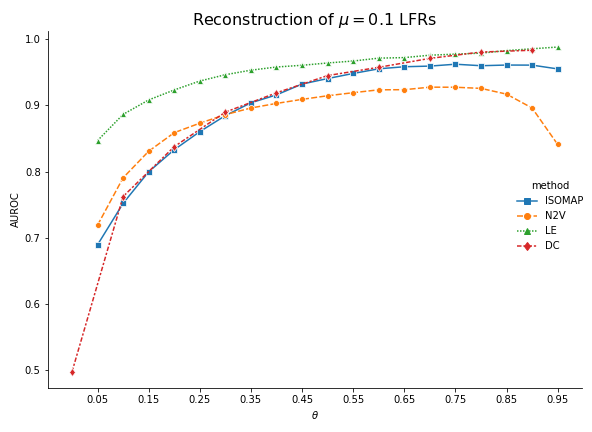 Reconstruction of μ = 0.1 LFRs
1.0
0.9
0.8
0.7
0.6
0.5
AUROC
method
ISOMAP
N2V
LE
DC
0.05 0.15 0.25 0.35 0.45 0.55 0.65 0.75 0.85 0.95
θ